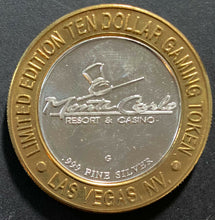 LIMITED EDITION TEN DOLLAR GAMING TOKEN
Monte Carlo
RESORT & CASINO
G
.999 FINE SILVER
• LAS VEGAS, NV. •